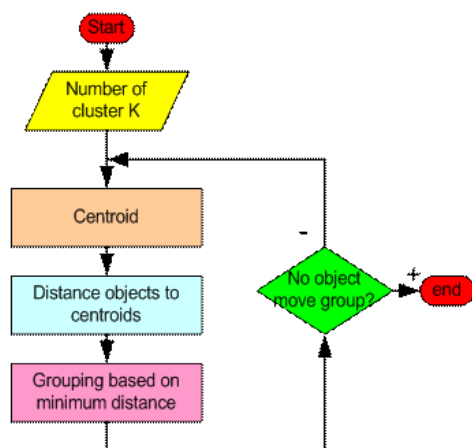 Start
Number of
cluster K
Centroid
Distance objects to
centroids
Grouping based on
minimum distance
-
No object
move group?
+
end